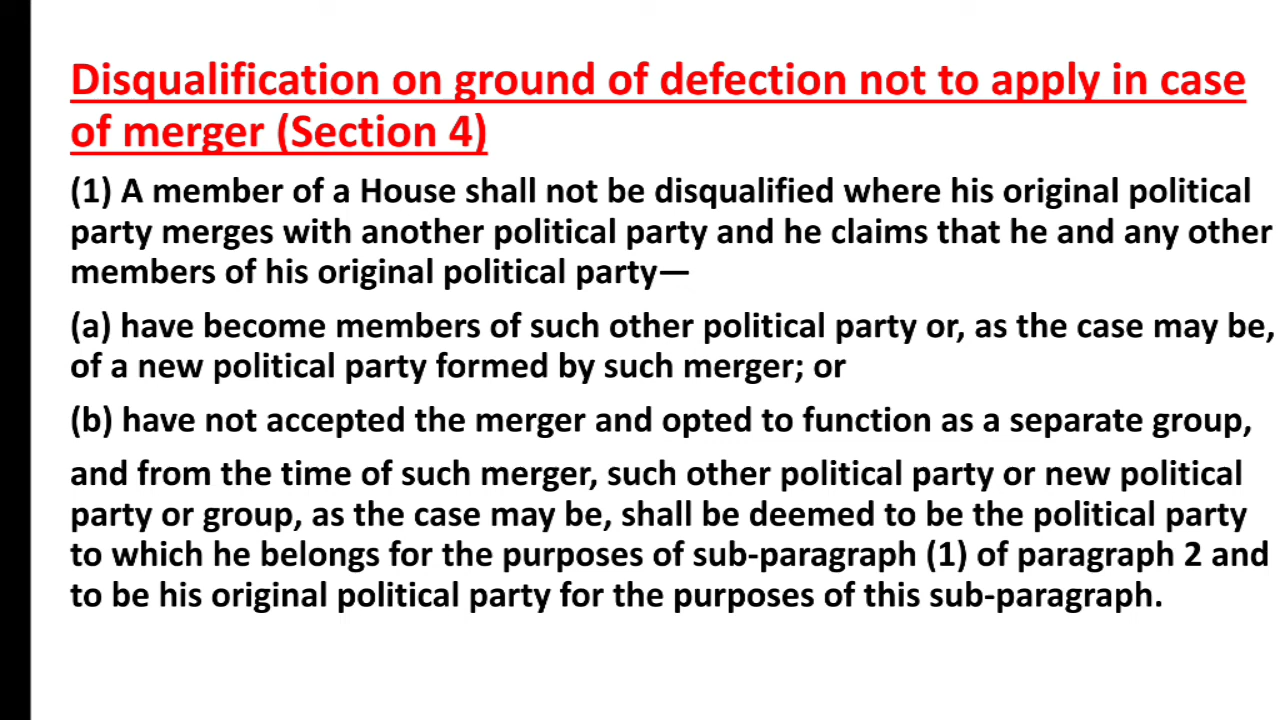 Disqualification on ground of defection not to apply in case
of merger (Section 4)
(1) A member of a House shall not be disqualified where his original political
party merges with another political party and he claims that he and any other
members of his original political party—
(a) have become members of such other political party or, as the case may be,
of a new political party formed by such merger; or
(b) have not accepted the merger and opted to function as a separate group,
and from the time of such merger, such other political party or new political
party or group, as the case may be, shall be deemed to be the political party
to which he belongs for the purposes of sub-paragraph (1) of paragraph 2 and
to be his original political party for the purposes of this sub-paragraph.